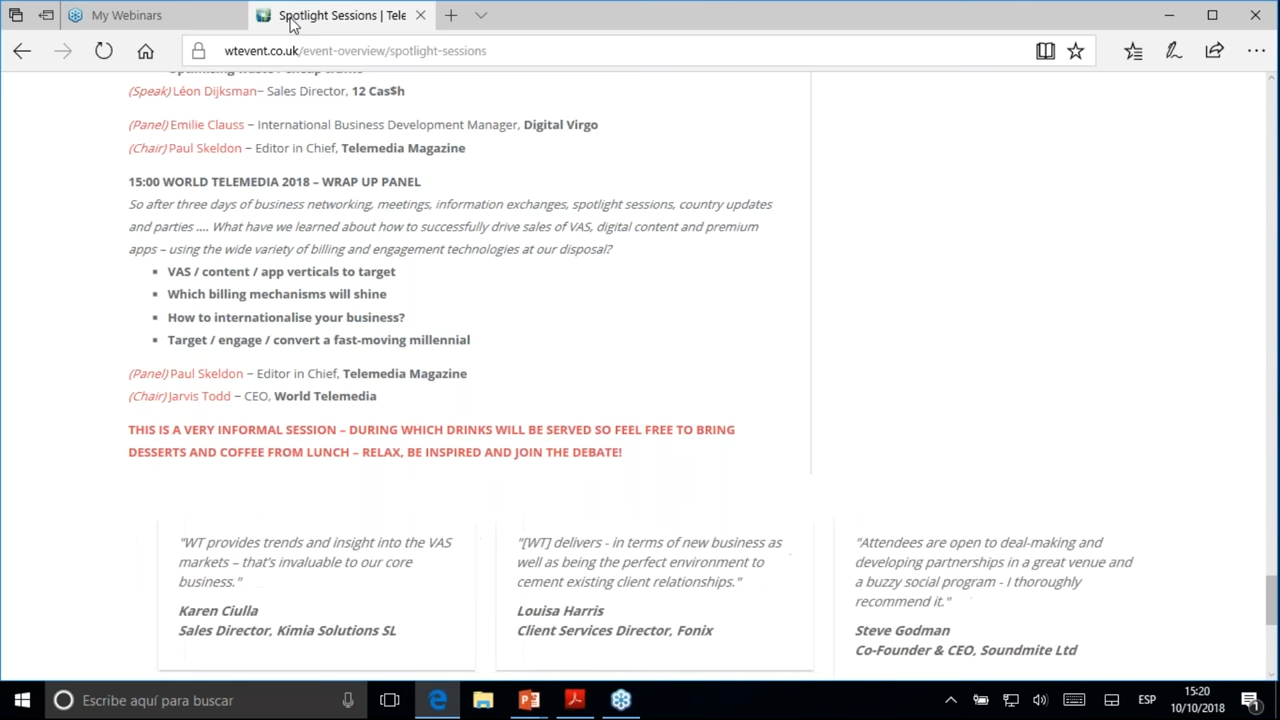 My Webinars
Spotlight Sessions | Tele
wtevent.co.uk/event-overview/spotlight-sessions
(Speak) Léon Dijksman– Sales Director, 12 Cas$h
(Panel) Emilie Clauss – International Business Development Manager, Digital Virgo
(Chair) Paul Skeldon – Editor in Chief, Telemedia Magazine
15:00 WORLD TELEMEDIA 2018 – WRAP UP PANEL
So after three days of business networking, meetings, information exchanges, spotlight sessions, country updates
and parties .... What have we learned about how to successfully drive sales of VAS, digital content and premium
apps – using the wide variety of billing and engagement technologies at our disposal?
▪ VAS / content / app verticals to target
▪ Which billing mechanisms will shine
▪ How to internationalise your business?
▪ Target / engage / convert a fast-moving millennial
(Panel) Paul Skeldon – Editor in Chief, Telemedia Magazine
(Chair) Jarvis Todd – CEO, World Telemedia
THIS IS A VERY INFORMAL SESSION – DURING WHICH DRINKS WILL BE SERVED SO FEEL FREE TO BRING
DESSERTS AND COFFEE FROM LUNCH – RELAX, BE INSPIRED AND JOIN THE DEBATE!
"WT provides trends and insight into the VAS
markets – that's invaluable to our core
business."
Karen Ciulla
Sales Director, Kimia Solutions SL
"[WT] delivers - in terms of new business as
well as being the perfect environment to
cement existing client relationships."
Louisa Harris
Client Services Director, Fonix
"Attendees are open to deal-making and
developing partnerships in a great venue and
a buzzy social program - I thoroughly
recommend it."
Steve Godman
Co-Founder & CEO, Soundmite Ltd
Escribe aquí para buscar
ESP
15:20
10/10/2018
1